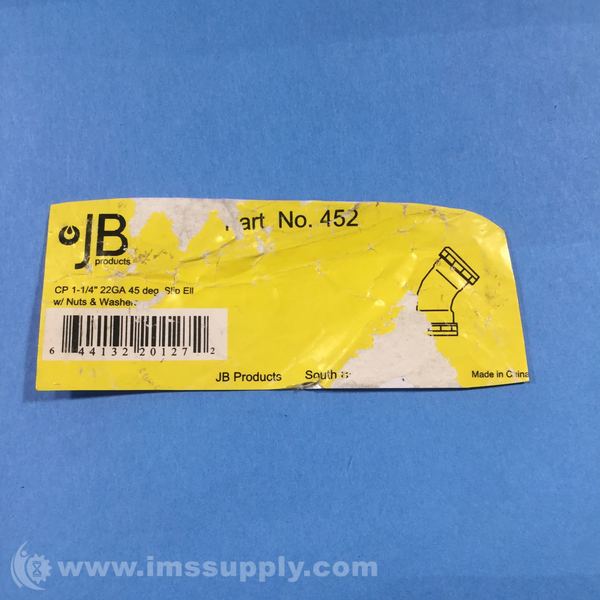 JB
products
Part No. 452
CP 1-1/4" 22GA 45 deg Slip Ell
w/ Nuts & Washers
6 44132 20127 2
JB Products South
Made in China
www.imssupply.com